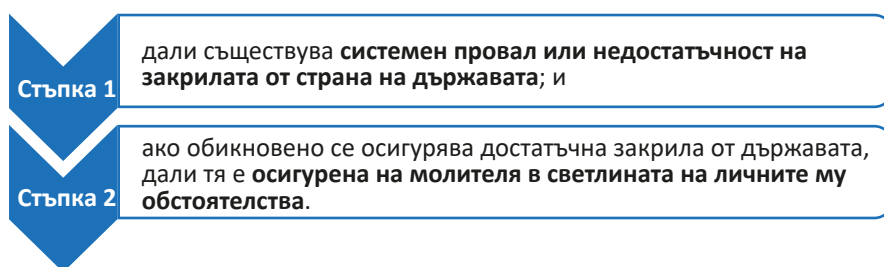 Стъпка 1
дали съществува системен провал или недостатъчност на
закрилата от страна на държавата; и
Стъпка 2
ако обикновено се осигурява достатъчна закрила от държавата,
дали тя е осигурена на молителя в светлината на личните му
обстоятелства.